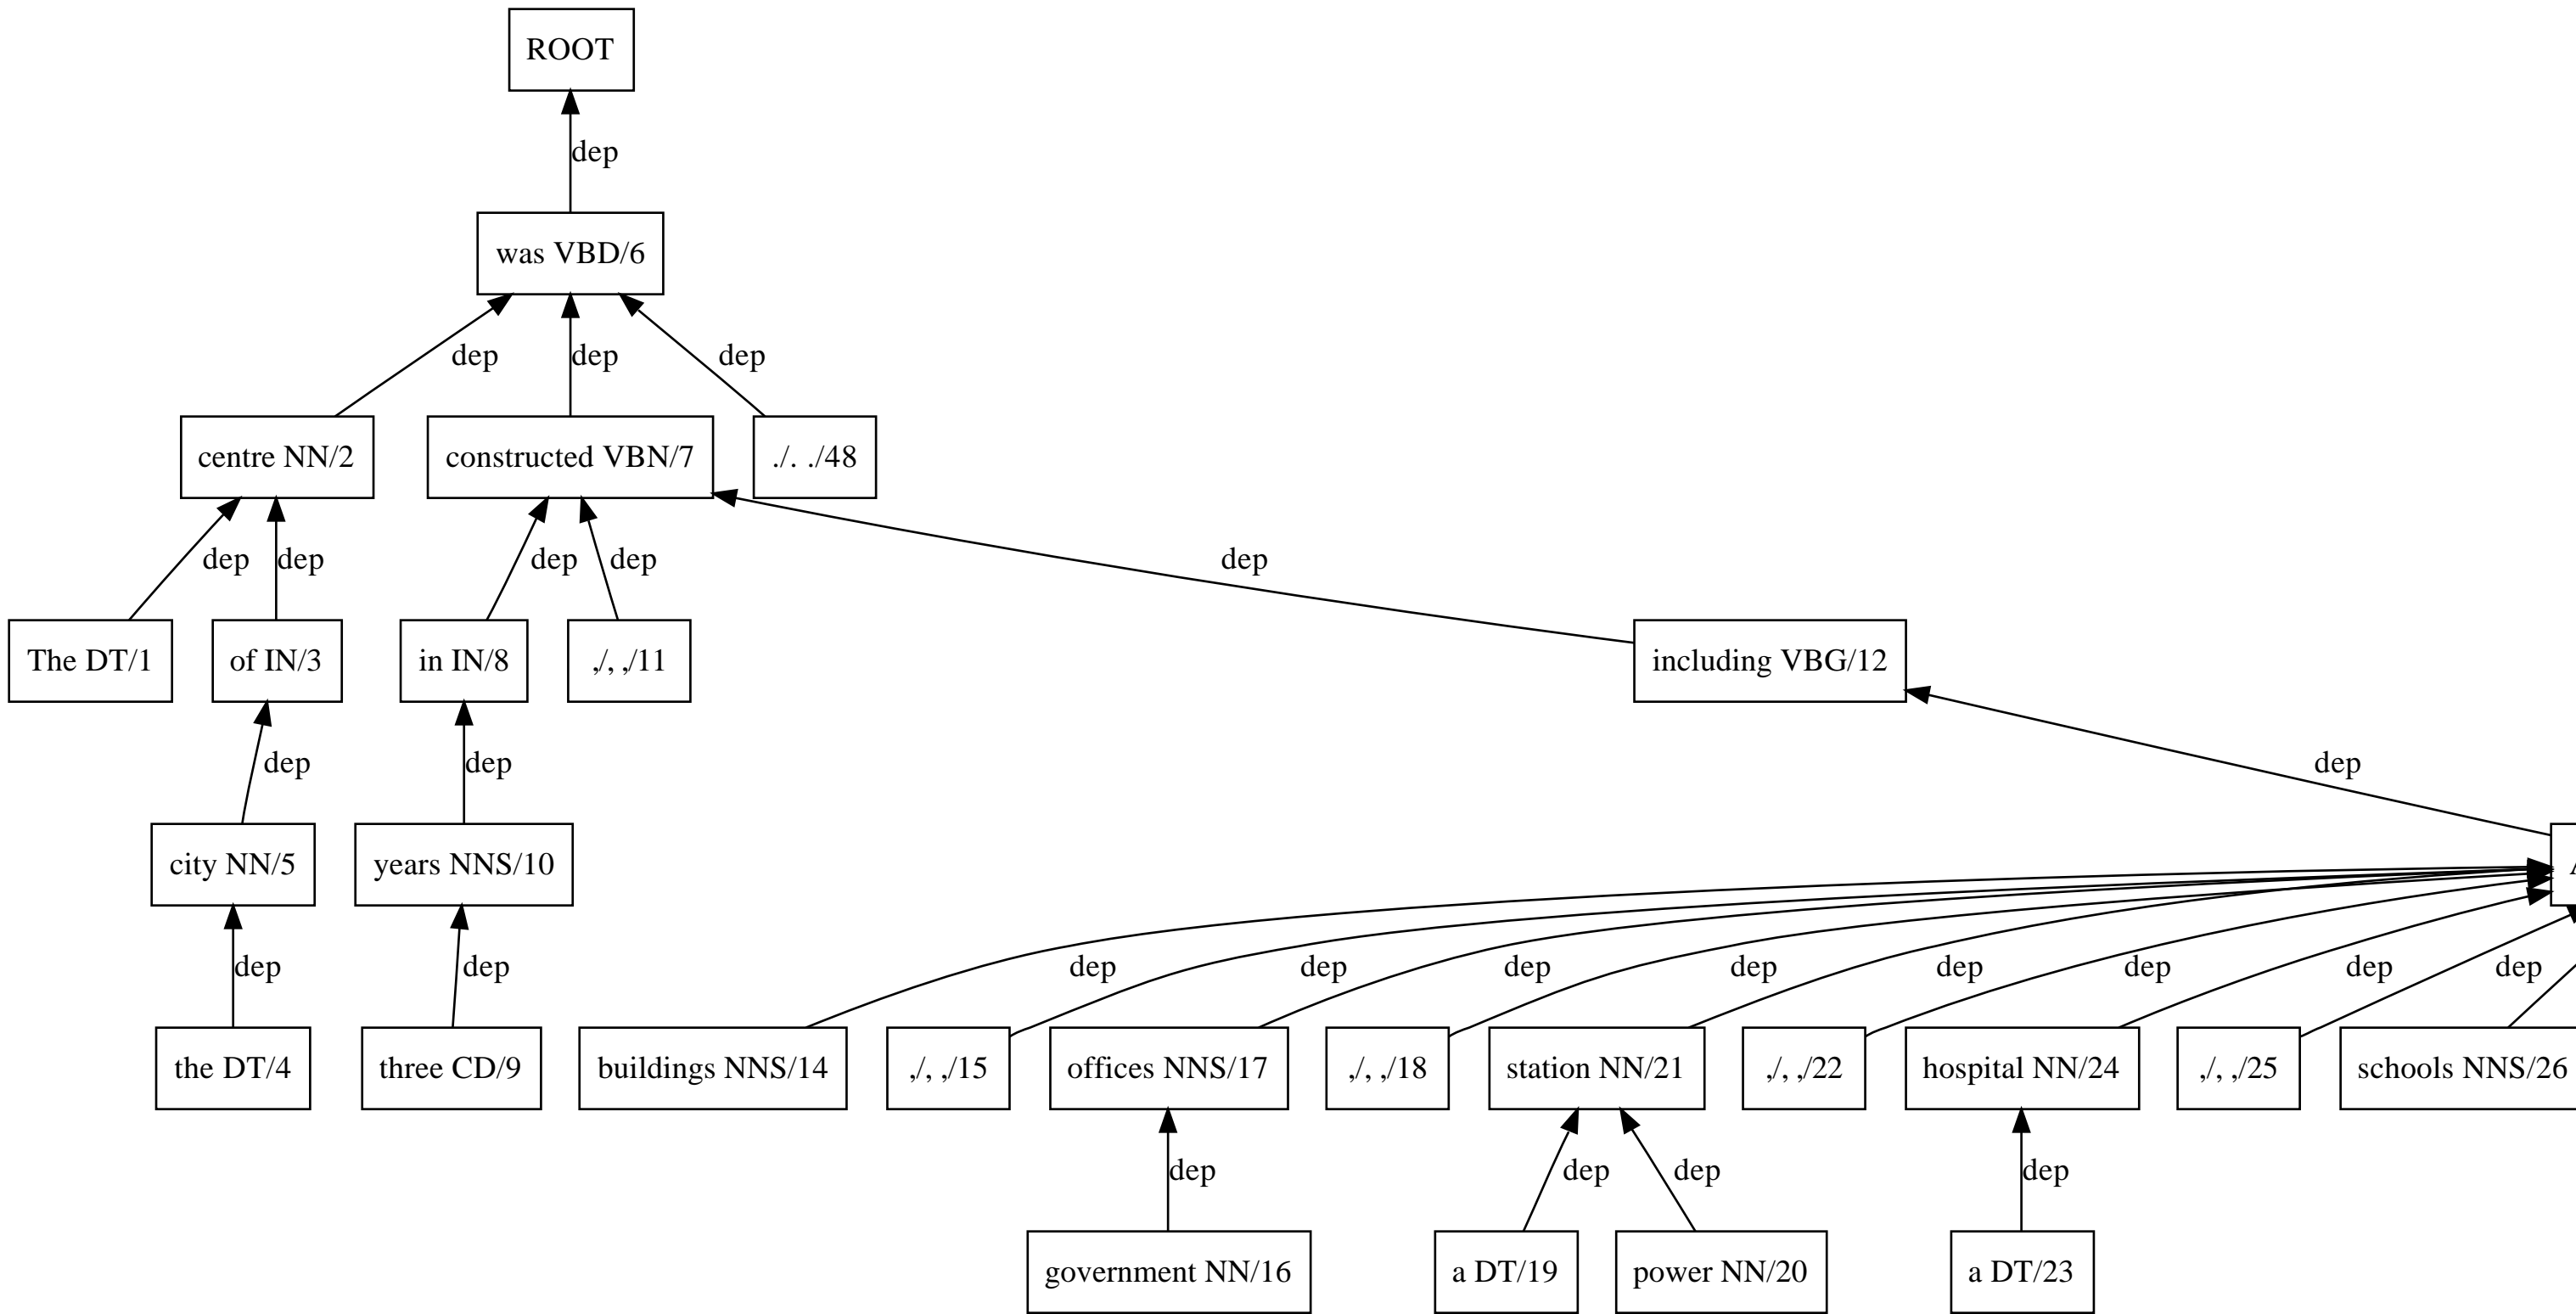 ROOT
dep
was VBD/6
dep dep dep
centre NN/2 constructed VBN/7 ./. ./48
dep dep dep dep dep
The DT/1 of IN/3 in IN/8 ,/, ,/11 including VBG/12
dep dep dep
city NN/5 years NNS/10
dep dep dep dep dep dep dep dep dep dep
the DT/4 three CD/9 buildings NNS/14 ,/, ,/15 offices NNS/17 ,/, ,/18 station NN/21 ,/, ,/22 hospital NN/24 ,/, ,/25 schools NNS/26
dep dep dep dep
government NN/16 a DT/19 power NN/20 a DT/23